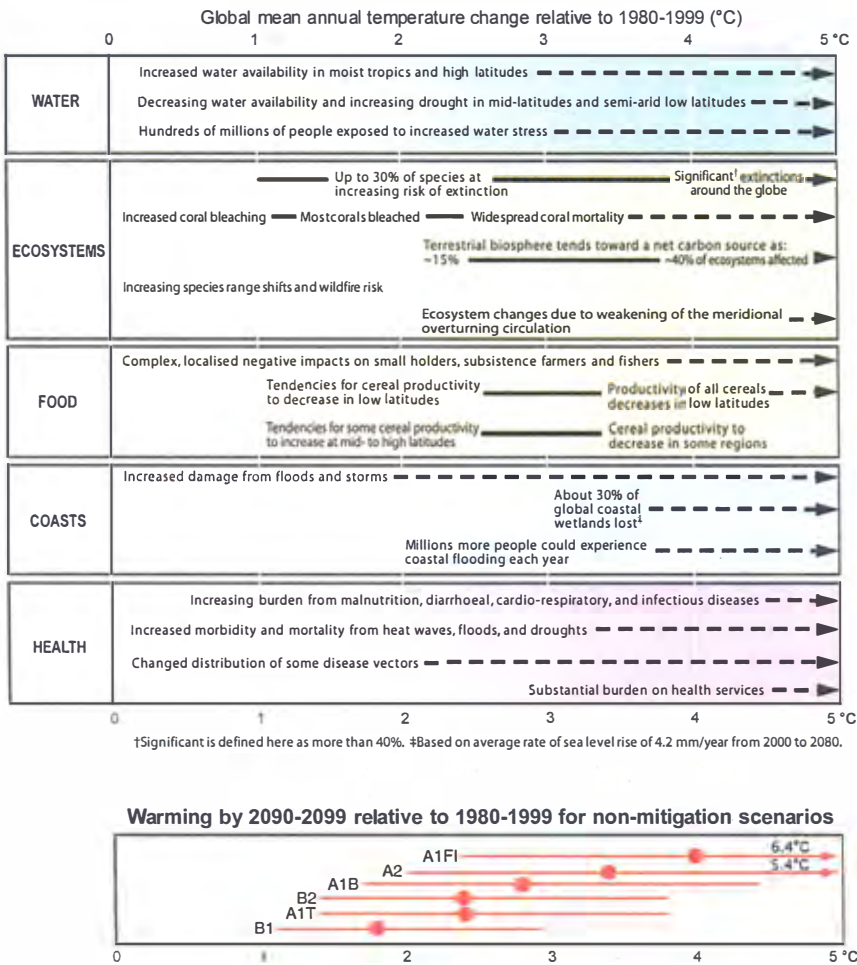 Global mean annual temperature change relative to 1980-1999 (°C)
0 1 2 3 4 5 °C
WATER
Increased water availability in moist tropics and high latitudes
Decreasing water availability and increasing drought in mid-latitudes and semi-arid low latitudes
Hundreds of millions of people exposed to increased water stress
ECOSYSTEMS
Up to 30% of species at
increasing risk of extinction
Significant† extinctions
around the globe
Increased coral bleaching Most corals bleached Widespread coral mortality
Terrestrial biosphere tends toward a net carbon source as:
~15% ~40% of ecosystems affected
Increasing species range shifts and wildfire risk
Ecosystem changes due to weakening of the meridional
overturning circulation
FOOD
Complex, localised negative impacts on small holders, subsistence farmers and fishers
Tendencies for cereal productivity
to decrease in low latitudes
Productivity of all cereals
decreases in low latitudes
Tendencies for some cereal productivity
to increase at mid- to high latitudes
Cereal productivity to
decrease in some regions
COASTS
Increased damage from floods and storms
About 30% of
global coastal
wetlands lost‡
Millions more people could experience
coastal flooding each year
HEALTH
Increasing burden from malnutrition, diarrhoeal, cardio-respiratory, and infectious diseases
Increased morbidity and mortality from heat waves, floods, and droughts
Changed distribution of some disease vectors
Substantial burden on health services
0 1 2 3 4 5 °C
†Significant is defined here as more than 40%. ‡Based on average rate of sea level rise of 4.2 mm/year from 2000 to 2080.
Warming by 2090-2099 relative to 1980-1999 for non-mitigation scenarios
A1FI 6.4°C
A2 5.4°C
A1B
B2
A1T
B1
0 1 2 3 4 5 °C